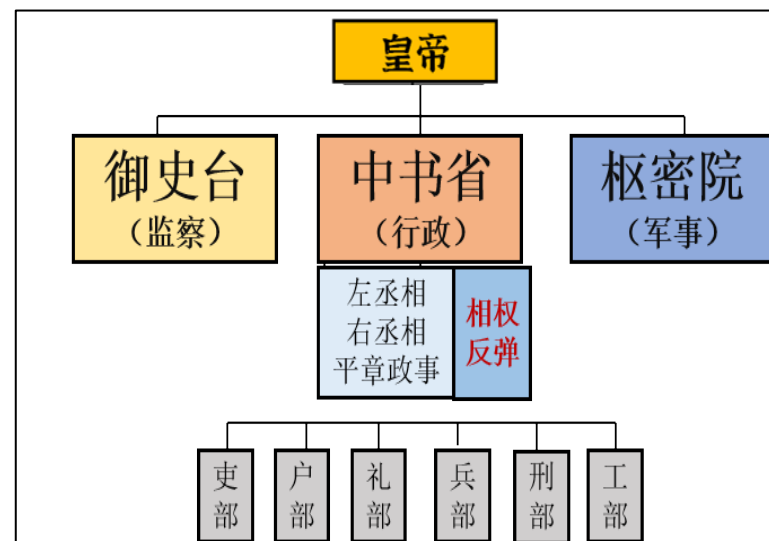 皇帝
御史台
（监察）
中书省
（行政）
枢密院
（军事）
左丞相
右丞相
平章政事
相权
反弹
吏部
户部
礼部
兵部
刑部
工部